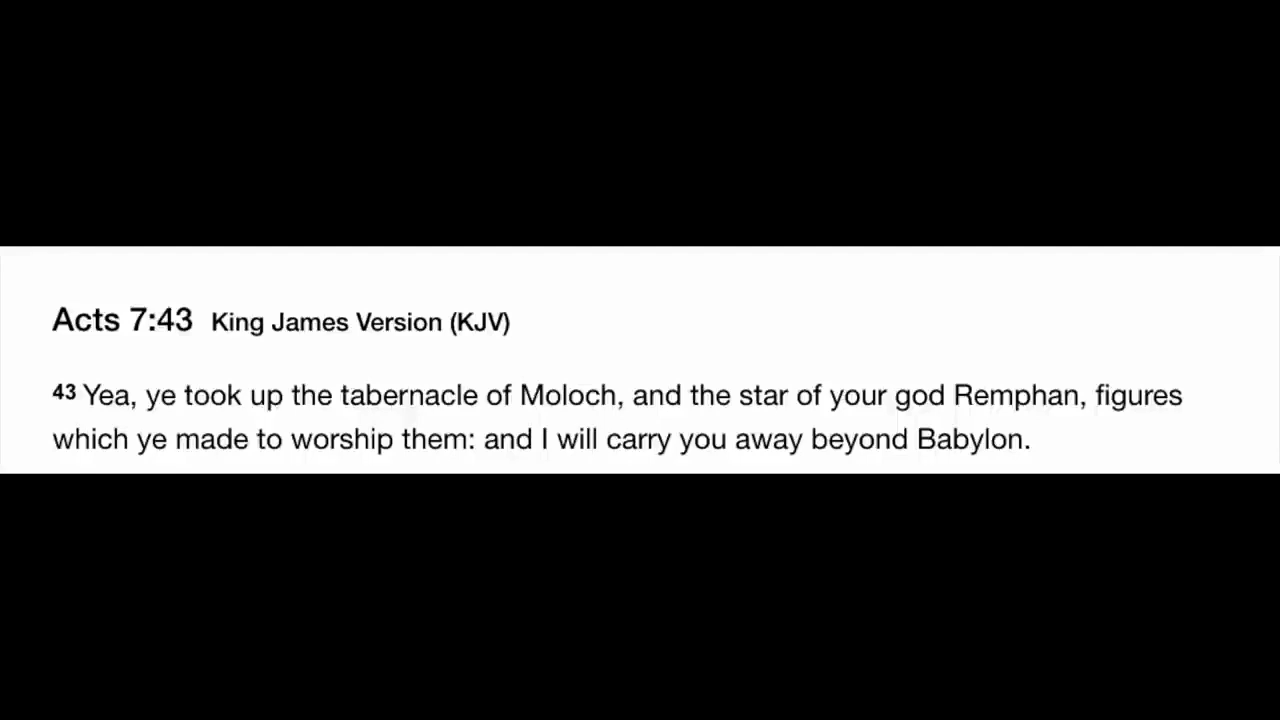 Acts 7:43 King James Version (KJV)
43 Yea, ye took up the tabernacle of Moloch, and the star of your god Remphan, figures
which ye made to worship them: and I will carry you away beyond Babylon.